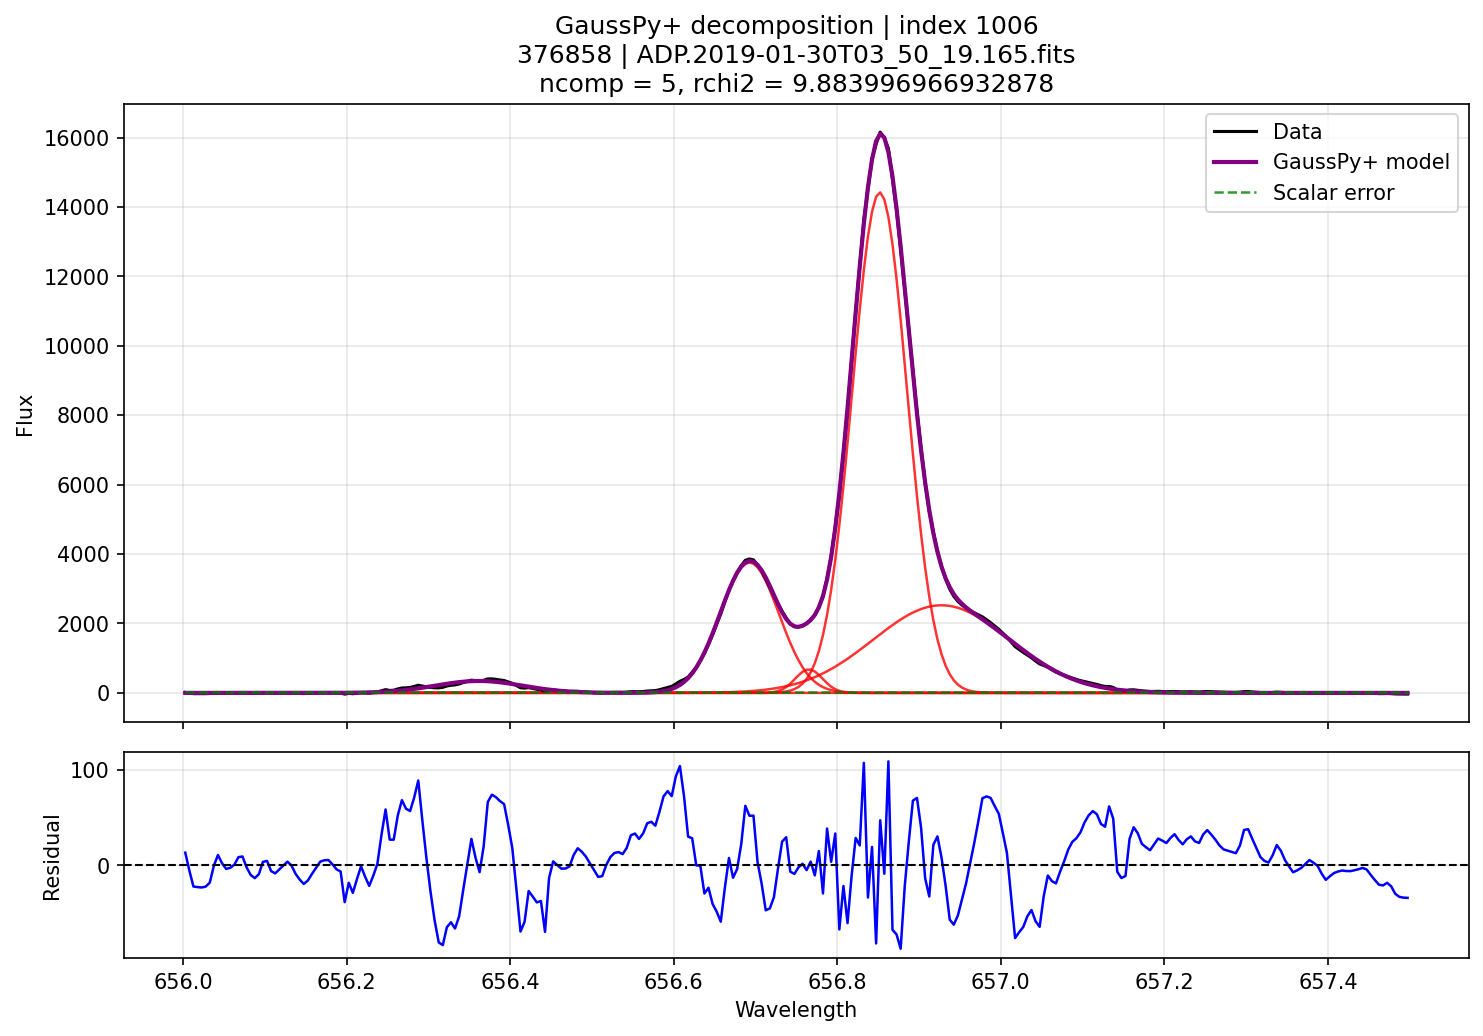 GaussPy+ decomposition | index 1006
376858 | ADP.2019-01-30T03_50_19.165.fits
ncomp = 5, rchi2 = 9.883996966932878
Data
GaussPy+ model
Scalar error
16000
14000
12000
10000
8000
6000
4000
2000
0
Flux
100
0
Residual
656.0
656.2
656.4
656.6
656.8
657.0
657.2
657.4
Wavelength